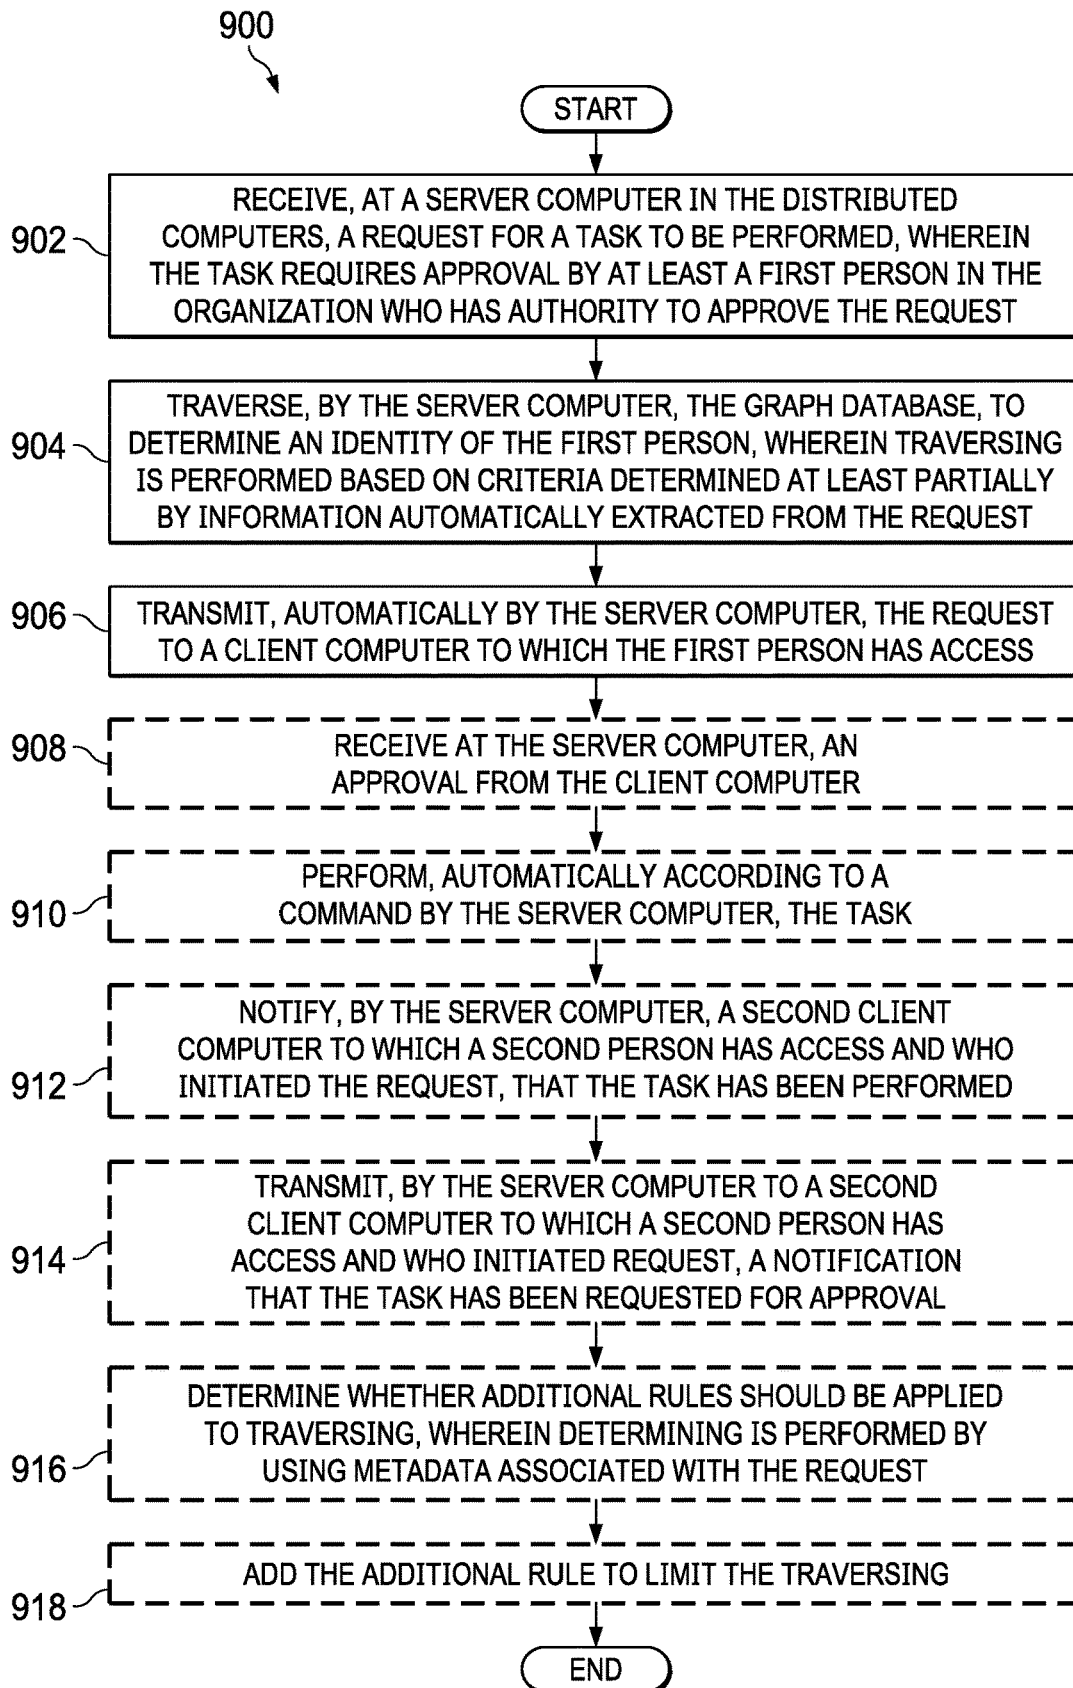 900
START
902
RECEIVE, AT A SERVER COMPUTER IN THE DISTRIBUTED
COMPUTERS, A REQUEST FOR A TASK TO BE PERFORMED, WHEREIN
THE TASK REQUIRES APPROVAL BY AT LEAST A FIRST PERSON IN THE
ORGANIZATION WHO HAS AUTHORITY TO APPROVE THE REQUEST
904
TRAVERSE, BY THE SERVER COMPUTER, THE GRAPH DATABASE, TO
DETERMINE AN IDENTITY OF THE FIRST PERSON, WHEREIN TRAVERSING
IS PERFORMED BASED ON CRITERIA DETERMINED AT LEAST PARTIALLY
BY INFORMATION AUTOMATICALLY EXTRACTED FROM THE REQUEST
906
TRANSMIT, AUTOMATICALLY BY THE SERVER COMPUTER, THE REQUEST
TO A CLIENT COMPUTER TO WHICH THE FIRST PERSON HAS ACCESS
908
RECEIVE AT THE SERVER COMPUTER, AN
APPROVAL FROM THE CLIENT COMPUTER
910
PERFORM, AUTOMATICALLY ACCORDING TO A
COMMAND BY THE SERVER COMPUTER, THE TASK
912
NOTIFY, BY THE SERVER COMPUTER, A SECOND CLIENT
COMPUTER TO WHICH A SECOND PERSON HAS ACCESS AND WHO
INITIATED THE REQUEST, THAT THE TASK HAS BEEN PERFORMED
914
TRANSMIT, BY THE SERVER COMPUTER TO A SECOND
CLIENT COMPUTER TO WHICH A SECOND PERSON HAS
ACCESS AND WHO INITIATED REQUEST, A NOTIFICATION
THAT THE TASK HAS BEEN REQUESTED FOR APPROVAL
916
DETERMINE WHETHER ADDITIONAL RULES SHOULD BE APPLIED
TO TRAVERSING, WHEREIN DETERMINING IS PERFORMED BY
USING METADATA ASSOCIATED WITH THE REQUEST
918
ADD THE ADDITIONAL RULE TO LIMIT THE TRAVERSING
END